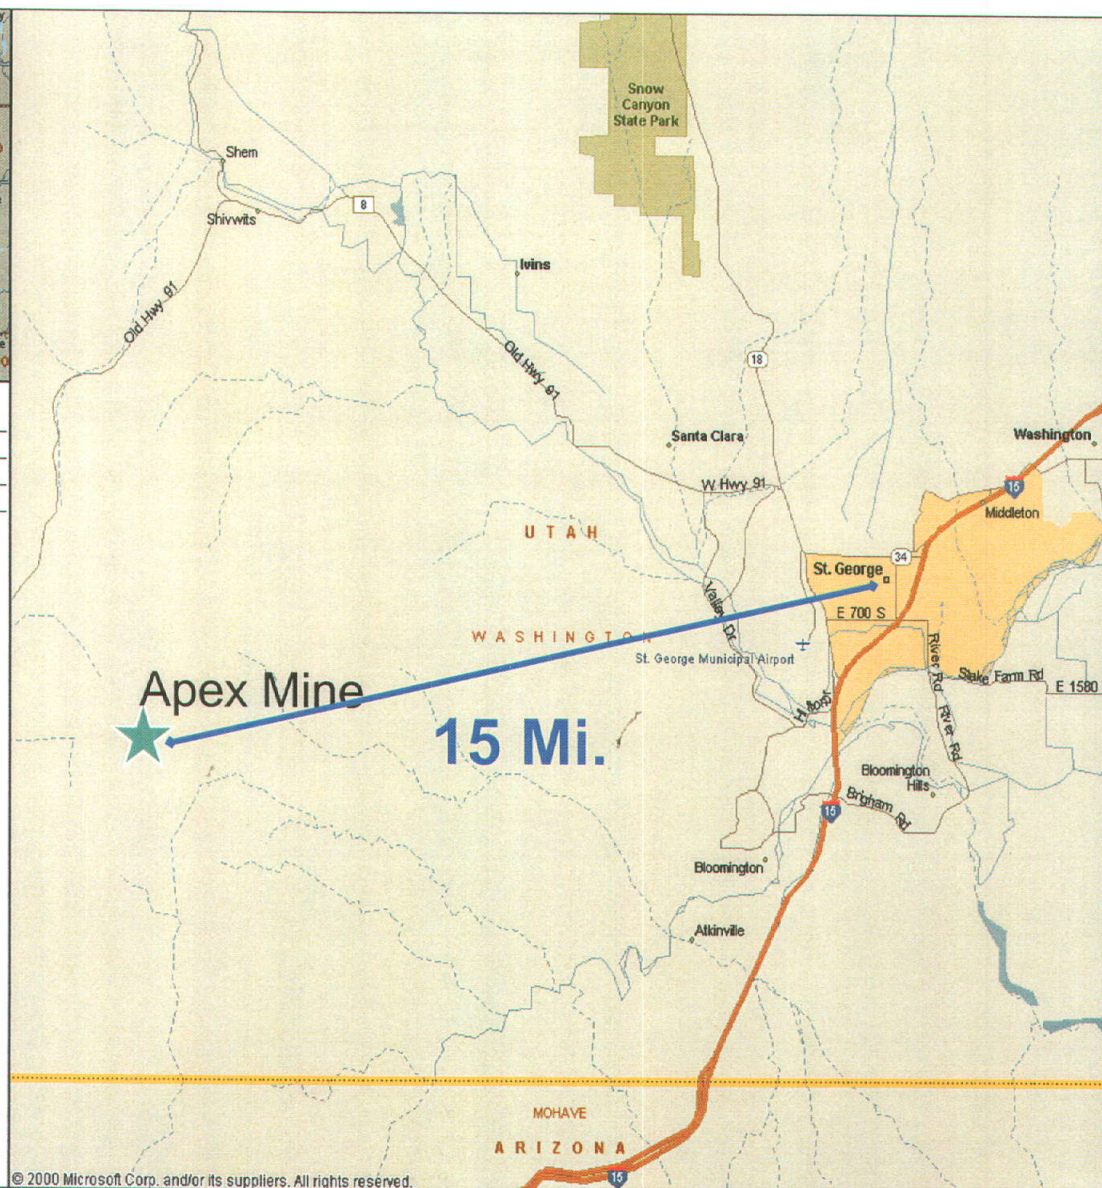 Snow
Canyon
State Park
Shem
Shivwits
8
Ivins
Old Hwy 91
Old Hwy 91
18
Santa Clara
Washington
W Hwy 91
15
Middleton
UTAH
34
St. George
E 700 S
Valley Dr
WASHINGTON
St. George Municipal Airport
River Rd
River Rd
Slake Farm Rd
E 1580
Apex Mine
15 Mi.
Bloomington
Hills
15
Brigham Rd
Bloomington
Atkinville
MOHAVE
ARIZONA
15
© 2000 Microsoft Corp. and/or its suppliers. All rights reserved.